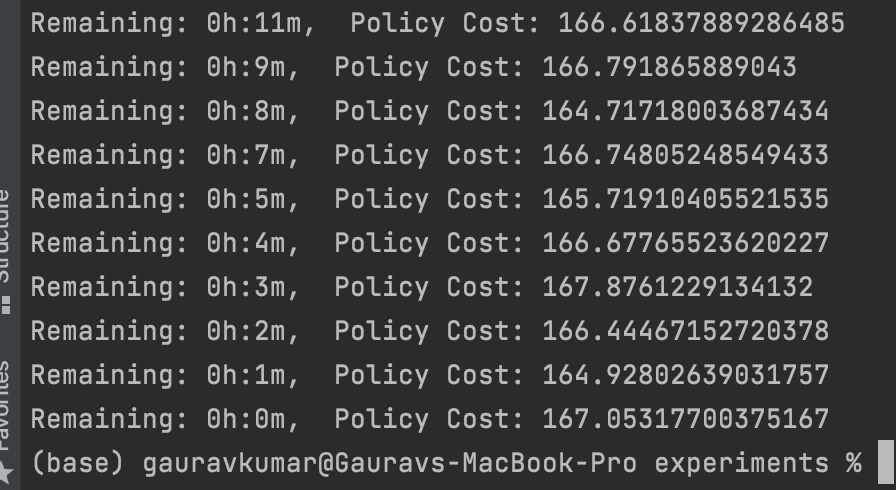 Remaining: 0h:11m,  Policy Cost: 166.61837889286485
Remaining: 0h:9m,  Policy Cost: 166.791865889043
Remaining: 0h:8m,  Policy Cost: 164.71718003687434
Remaining: 0h:7m,  Policy Cost: 166.74805248549433
Remaining: 0h:5m,  Policy Cost: 165.71910405521535
Remaining: 0h:4m,  Policy Cost: 166.67765523620227
Remaining: 0h:3m,  Policy Cost: 167.8761229134132
Remaining: 0h:2m,  Policy Cost: 166.44467152720378
Remaining: 0h:1m,  Policy Cost: 164.92802639031757
Remaining: 0h:0m,  Policy Cost: 167.05317700375167
(base) gauravkumar@Gauravs-MacBook-Pro experiments %
Structure
Favorites